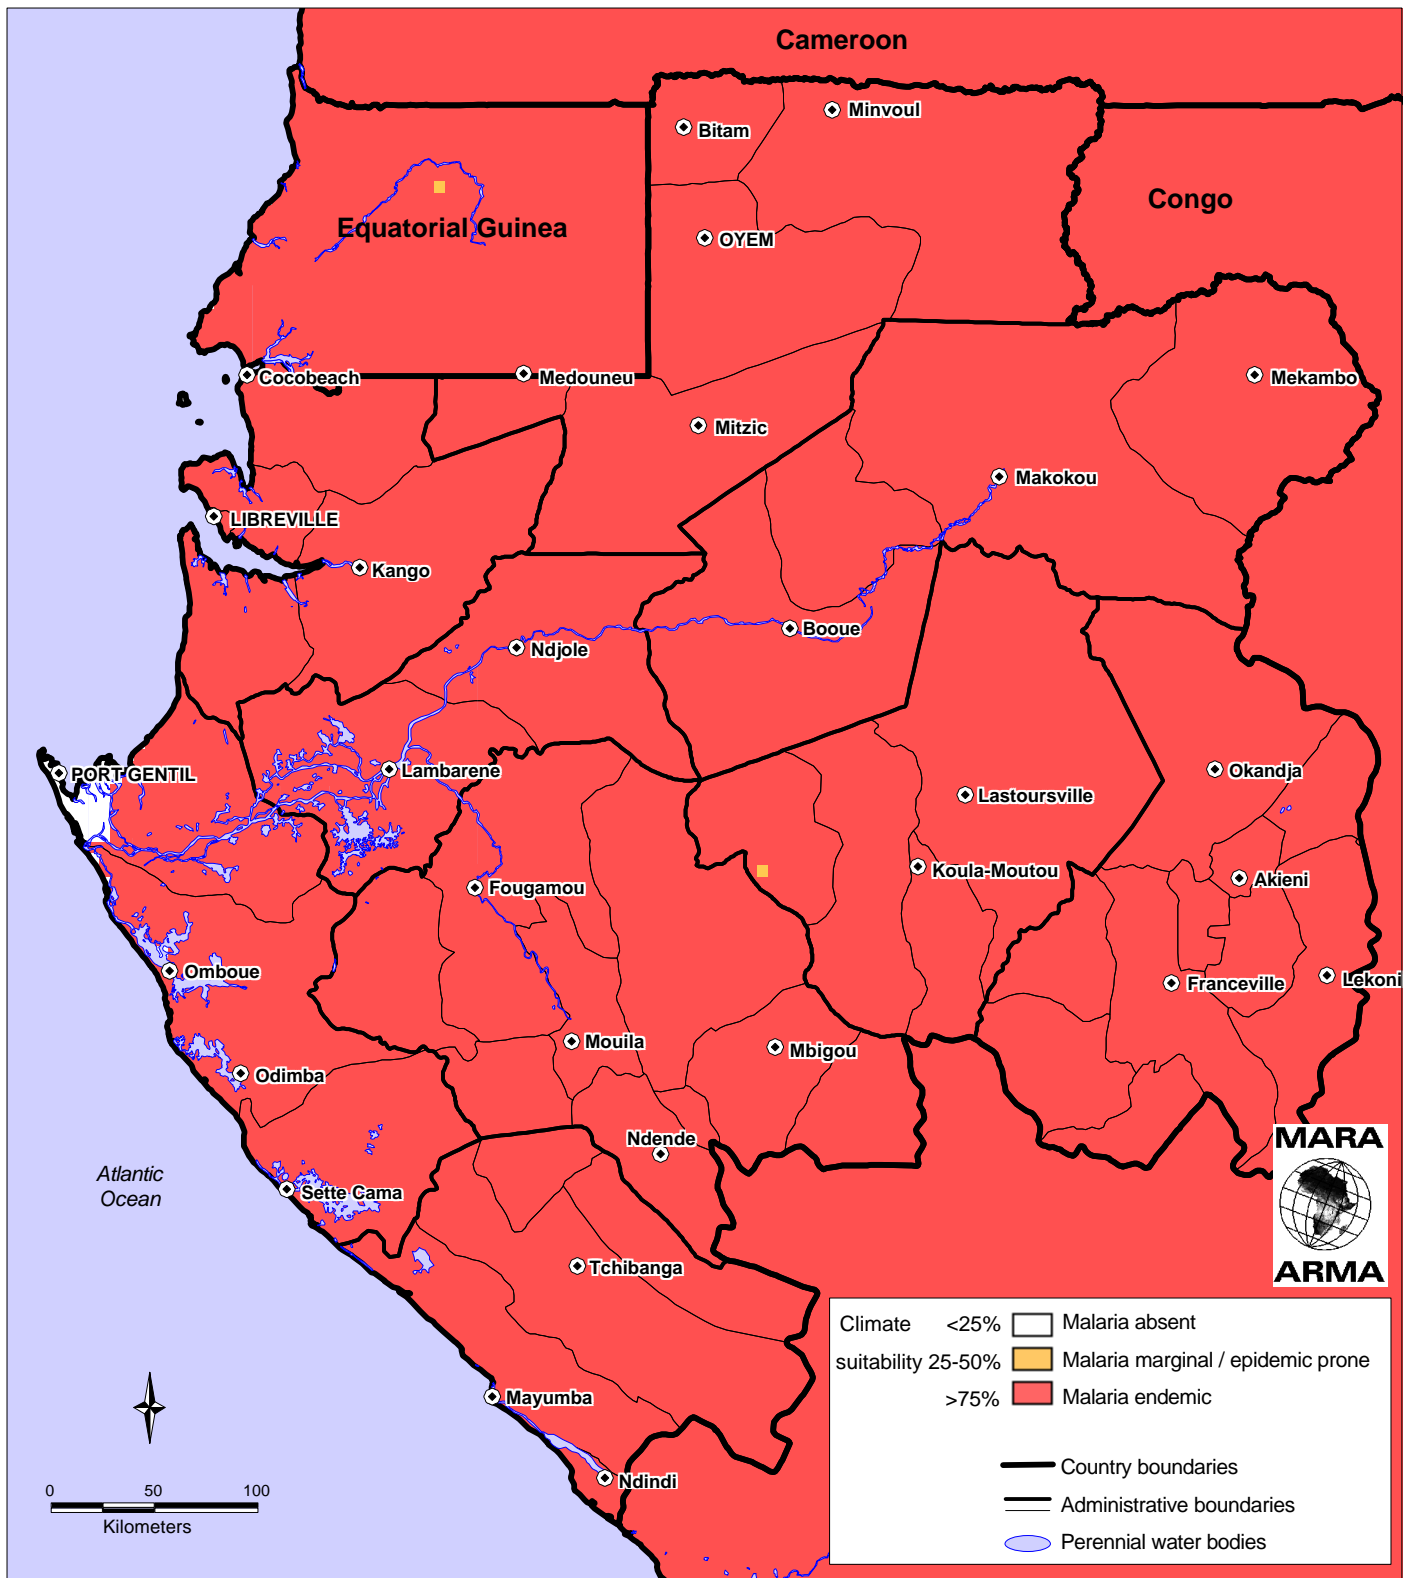 Cameroon
Minvoul
Bitam
Congo
Equatorial Guinea
OYEM
Cocobeach
Medouneu
Mekambo
Mitzic
Makokou
LIBREVILLE
Kango
Booue
Ndjole
PORT GENTIL
Lambarene
Okandja
Lastoursville
Koula-Moutou
Akieni
Fougamou
Omboue
Franceville
Lekoni
Mouila
Mbigou
Odimba
Ndende
MARA
Atlantic
Ocean
Sette Cama
ARMA
Tchibanga
Climate <25% Malaria absent
suitability 25-50% Malaria marginal / epidemic prone
>75% Malaria endemic
Mayumba
Country boundaries
Ndindi
0 50 100
Administrative boundaries
Kilometers
Perennial water bodies